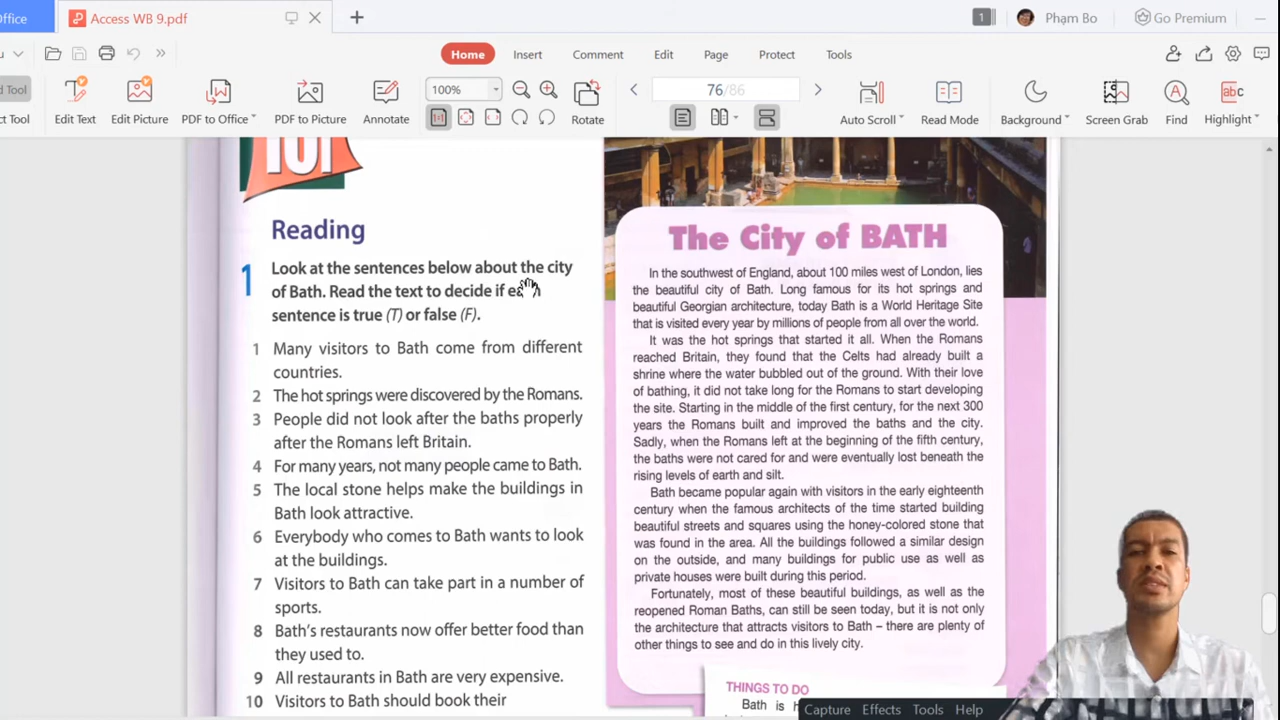 Office
Access WB 9.pdf
1
Phạm Bo
Go Premium
Home
Insert
Comment
Edit
Page
Protect
Tools
100%
76/86
d Tool
ct Tool
Edit Text
Edit Picture
PDF to Office
PDF to Picture
Annotate
Rotate
Auto Scroll
Read Mode
Background
Screen Grab
Find
Highlight
101
Reading
1
Look at the sentences below about the city
of Bath. Read the text to decide if
sentence is true (T) or false (F).
1 Many visitors to Bath come from different
countries.
2 The hot springs were discovered by the Romans.
3 People did not look after the baths properly
after the Romans left Britain.
4 For many years, not many people came to Bath.
5 The local stone helps make the buildings in
Bath look attractive.
6 Everybody who comes to Bath wants to look
at the buildings.
7 Visitors to Bath can take part in a number of
sports.
8 Bath's restaurants now offer better food than
they used to.
9 All restaurants in Bath are very expensive.
10 Visitors to Bath should book their
The City of BATH
In the southwest of England, about 100 miles west of London, lies
the beautiful city of Bath. Long famous for its hot springs and
beautiful Georgian architecture, today Bath is a World Heritage Site
that is visited every year by millions of people from all over the world.
It was the hot springs that started it all. When the Romans
reached Britain, they found that the Celts had already built a
shrine where the water bubbled out of the ground. With their love
of bathing, it did not take long for the Romans to start developing
the site. Starting in the middle of the first century, for the next 300
years the Romans built and improved the baths and the city.
Sadly, when the Romans left at the beginning of the fifth century,
the baths were not cared for and were eventually lost beneath the
rising levels of earth and silt.
Bath became popular again with visitors in the early eighteenth
century when the famous architects of the time started building
beautiful streets and squares using the honey-colored stone that
was found in the area. All the buildings followed a similar design
on the outside, and many buildings for public use as well as
private houses were built during this period.
Fortunately, most of these beautiful buildings, as well as the
reopened Roman Baths, can still be seen today, but it is not only
the architecture that attracts visitors to Bath – there are plenty of
other things to see and do in this lively city.
THINGS TO DO
Bath is
Capture
Effects
Tools
Help